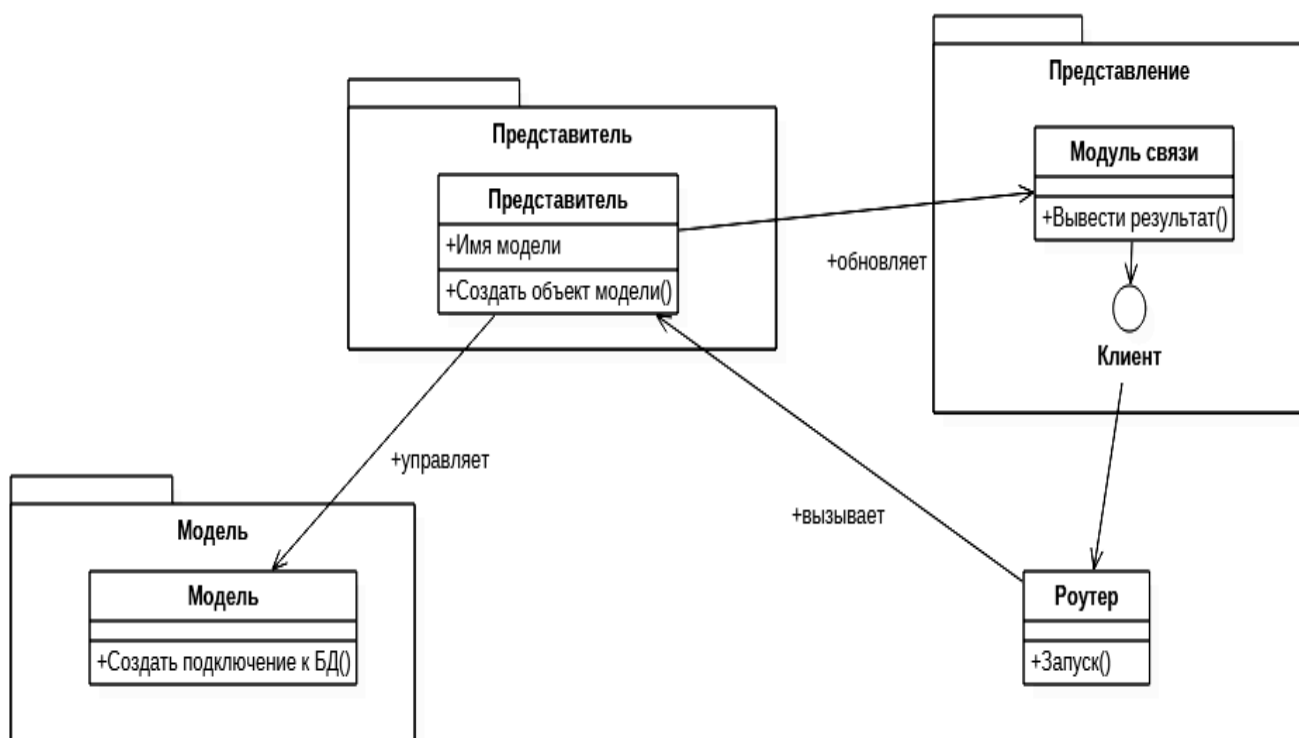 Представление
Модуль связи
+Вывести результат()
Клиент
Представитель
Представитель
+Имя модели
+Создать объект модели()
+обновляет
+управляет
+вызывает
Модель
Модель
+Создать подключение к БД()
Роутер
+Запуск()